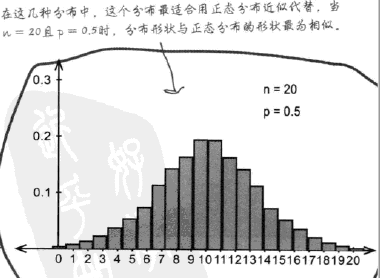 在这几种分布中，这个分布最适合用正态分布近似代替，当
n = 20且p = 0.5时，分布形状与正态分布的形状最为相似。
n = 20
p = 0.5
0.3
0.2
0.1
0 1 2 3 4 5 6 7 8 9 10 11 12 13 14 15 16 17 18 19 20